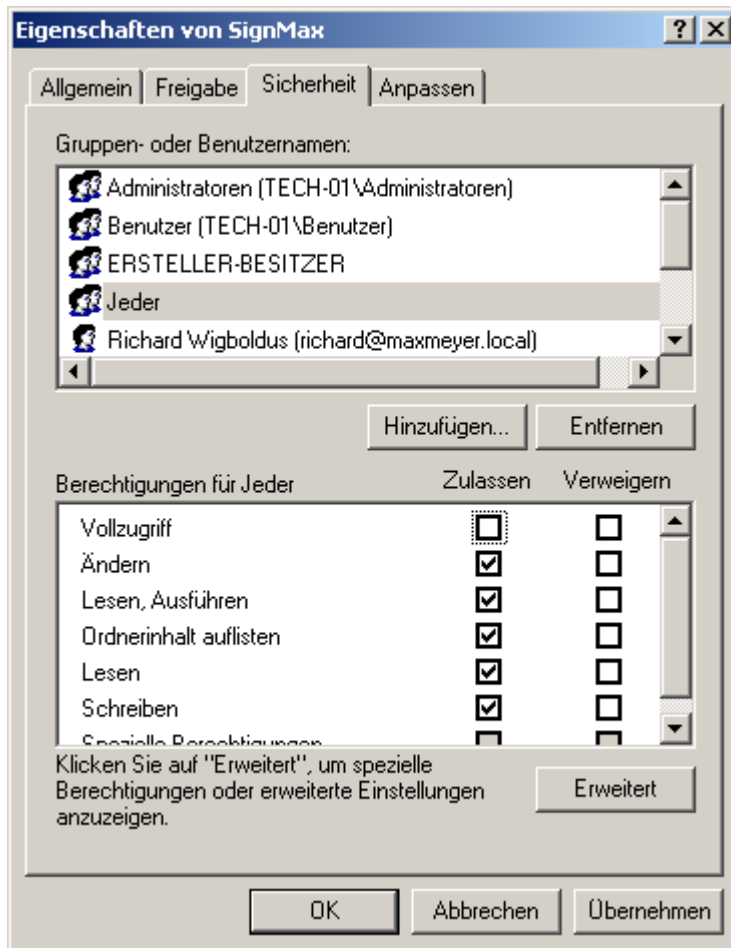 Eigenschaften von SignMax
Allgemein Freigabe Sicherheit Anpassen
Gruppen- oder Benutzernamen:
Administratoren (TECH-01\Administratoren)
Benutzer (TECH-01\Benutzer)
ERSTELLER-BESITZER
Jeder
Richard Wigboldus (richard@maxmeyer.local)
Hinzufügen... Entfernen
Berechtigungen für Jeder Zulassen Verweigern
Vollzugriff
Ändern
Lesen, Ausführen
Ordnerinhalt auflisten
Lesen
Schreiben
Spezielle Berechtigungen
Klicken Sie auf "Erweitert", um spezielle
Berechtigungen oder erweiterte Einstellungen
anzuzeigen.
Erweitert
OK Abbrechen Übernehmen